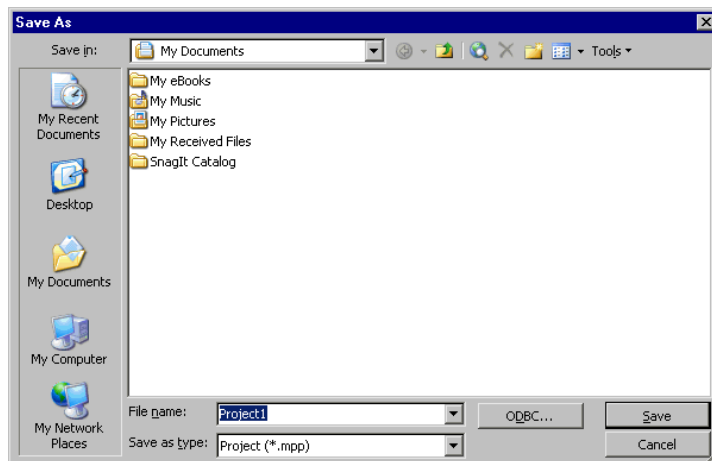 Save As
Save in:
My Documents
Tools
My Recent
Documents
Desktop
My Documents
My Computer
My Network
Places
My eBooks
My Music
My Pictures
My Received Files
SnagIt Catalog
File name:
Project1
ODBC...
Save
Save as type:
Project (*.mpp)
Cancel